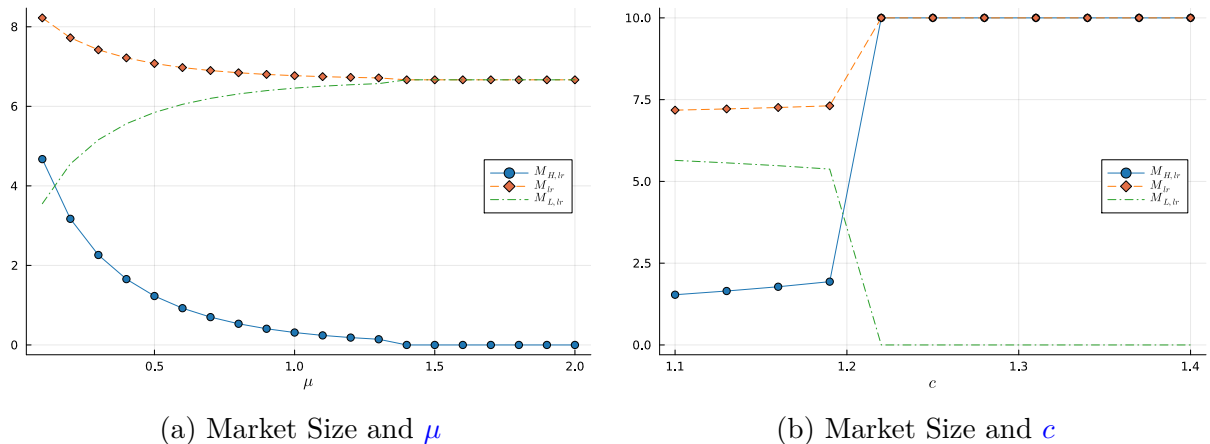 8
6
4
2
0
M_{H,lr}
M_{lr}
M_{L,lr}
0.5
1.0
1.5
2.0
μ
10.0
7.5
5.0
2.5
0.0
M_{H,lr}
M_{lr}
M_{L,lr}
1.1
1.2
1.3
1.4
c
(a) Market Size and μ
(b) Market Size and c